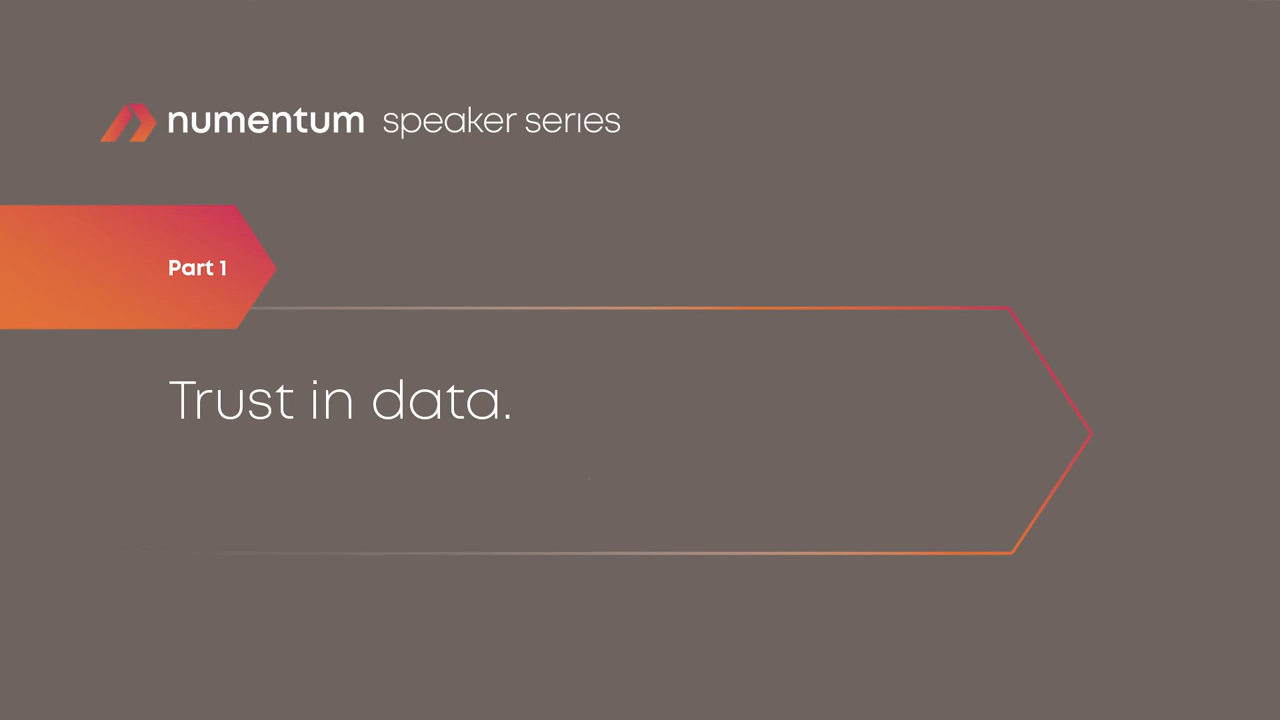 numentum speaker series
Part 1
Trust in data.